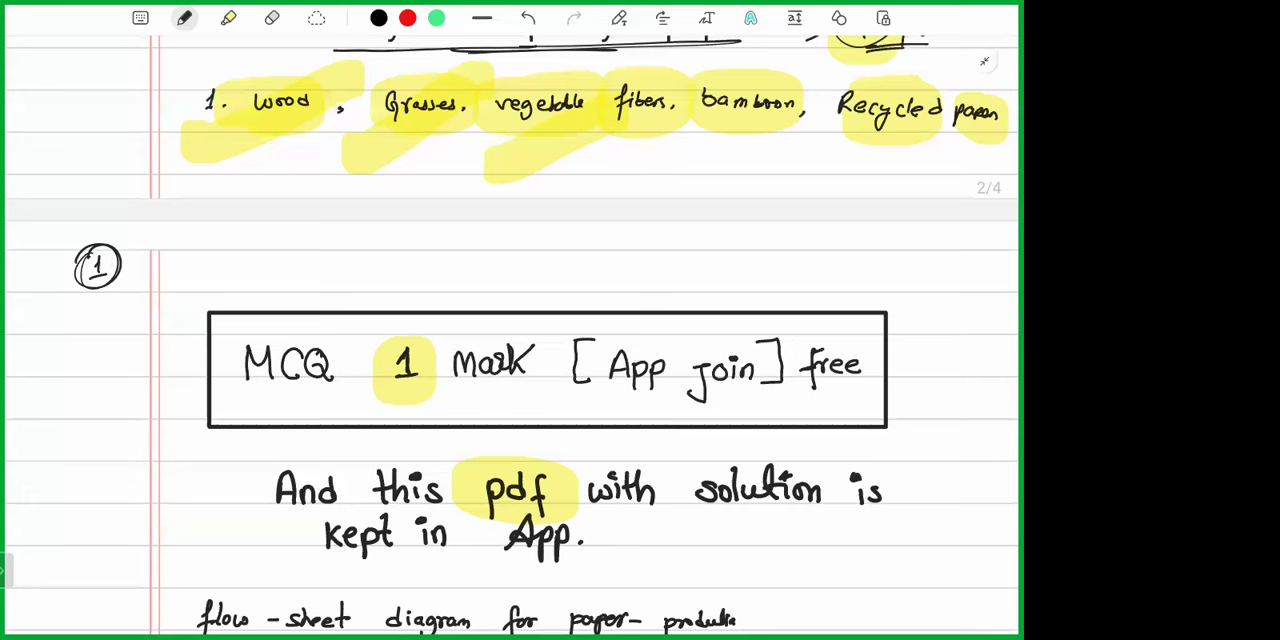 1. Wood, Grasses, vegetable fibers, bamboon, Recycled paper
2/4
1
MCQ 1 Mark [App join] free
And this pdf with solution is
kept in App.
flow-sheet diagram for paper-